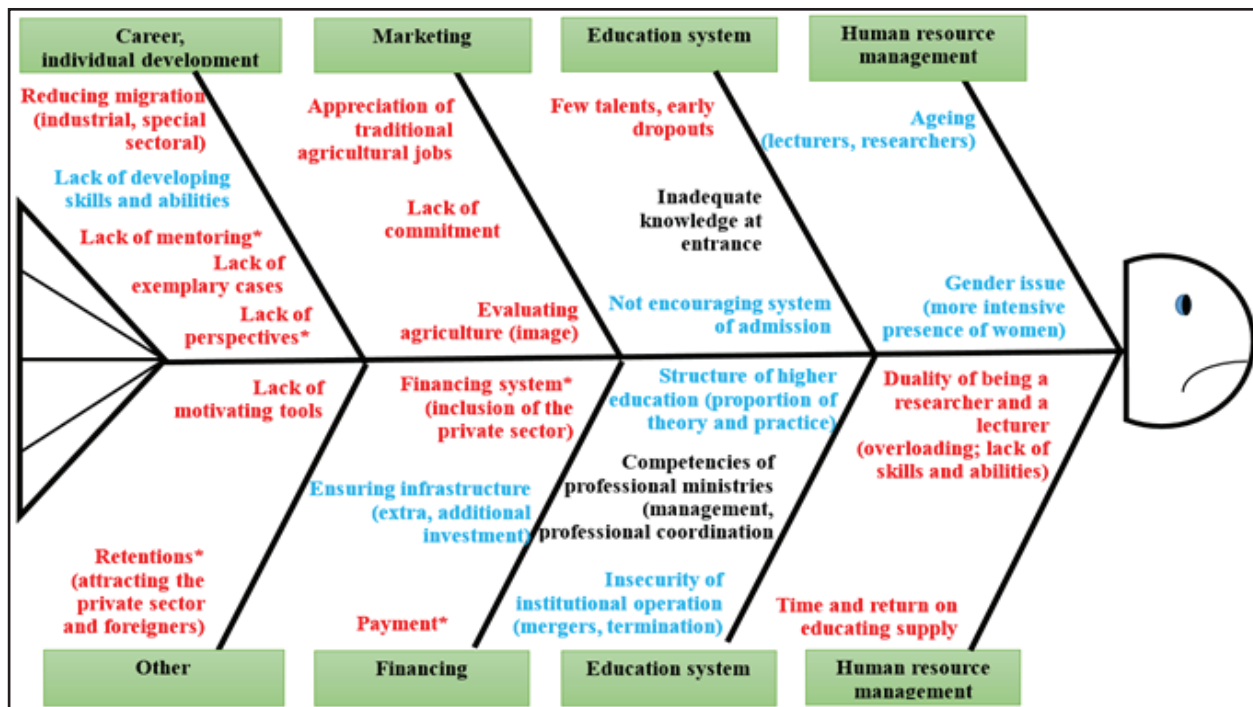 Career,
individual development
Marketing
Education system
Human resource
management
Reducing migration
(industrial, special
sectoral)
Lack of developing
skills and abilities
Lack of mentoring*
Lack of
exemplary cases
Lack of
perspectives*
Appreciation of
traditional
agricultural jobs
Lack of
commitment
Evaluating
agriculture (image)
Few talents, early
dropouts
Inadequate
knowledge at
entrance
Not encouraging system
of admission
Ageing
(lecturers, researchers)
Gender issue
(more intensive
presence of women)
Lack of
motivating tools
Retentions*
(attracting the
private sector
and foreigners)
Financing system*
(inclusion of the
private sector)
Ensuring infrastructure
(extra, additional
investment)
Payment*
Structure of higher
education (proportion of
theory and practice)
Competencies of
professional ministries
(management,
professional coordination
Insecurity of
institutional operation
(mergers, termination)
Duality of being a
researcher and a
lecturer
(overloading; lack of
skills and abilities)
Time and return on
educating supply
Other
Financing
Education system
Human resource
management